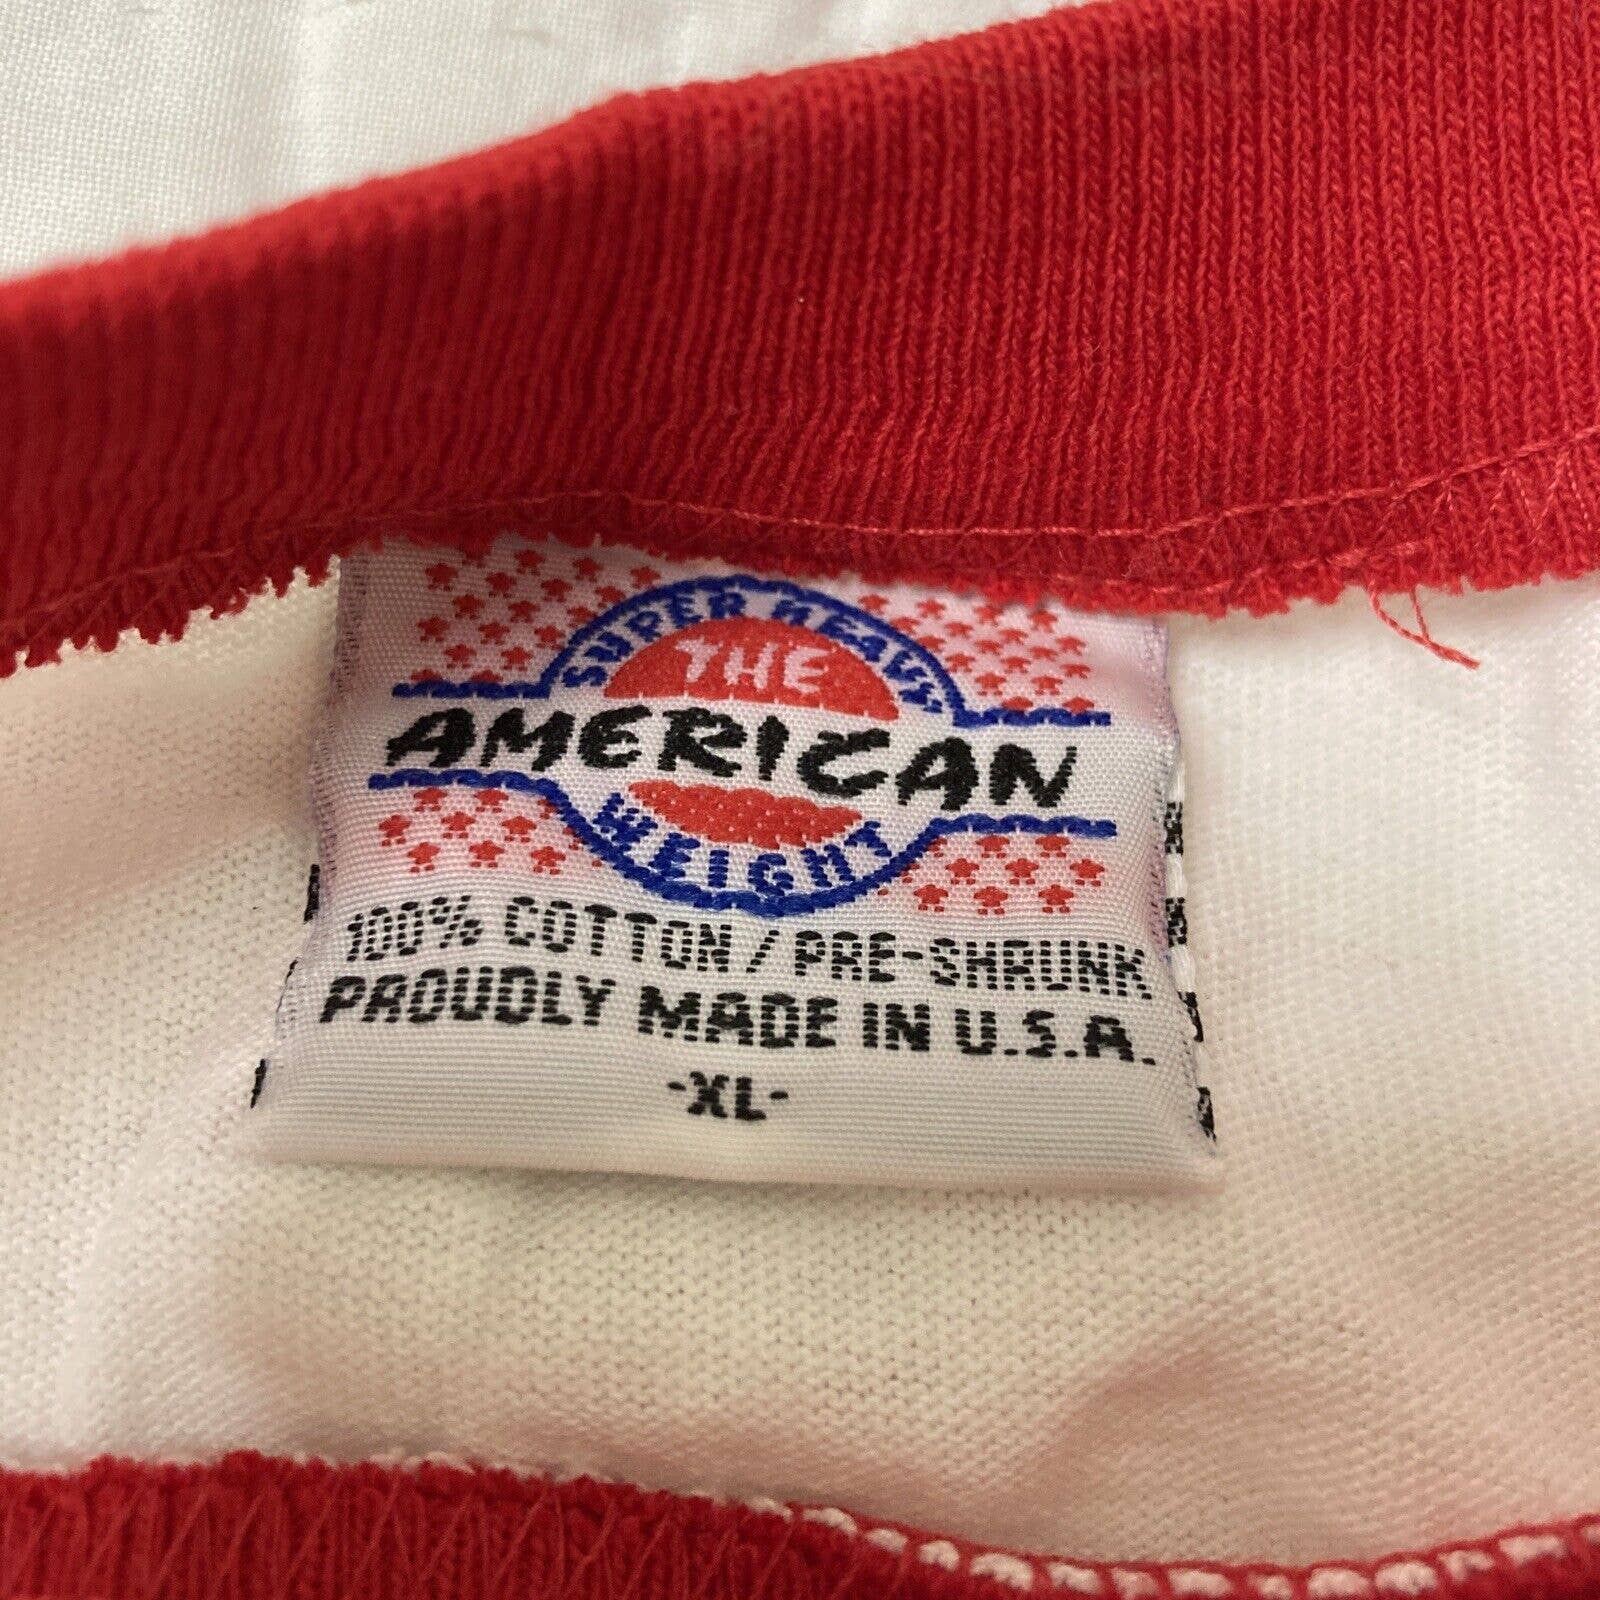 SUPER HEAVY
THE
AMERICAN
WEIGHT
100% COTTON / PRE-SHRUNK
PROUDLY MADE IN U.S.A.
-XL-